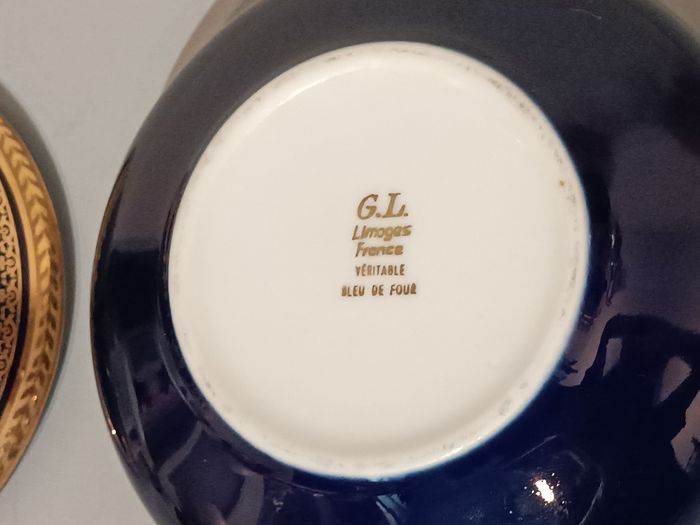 G.L.
Limoges
France
VÉRITABLE
BLEU DE FOUR